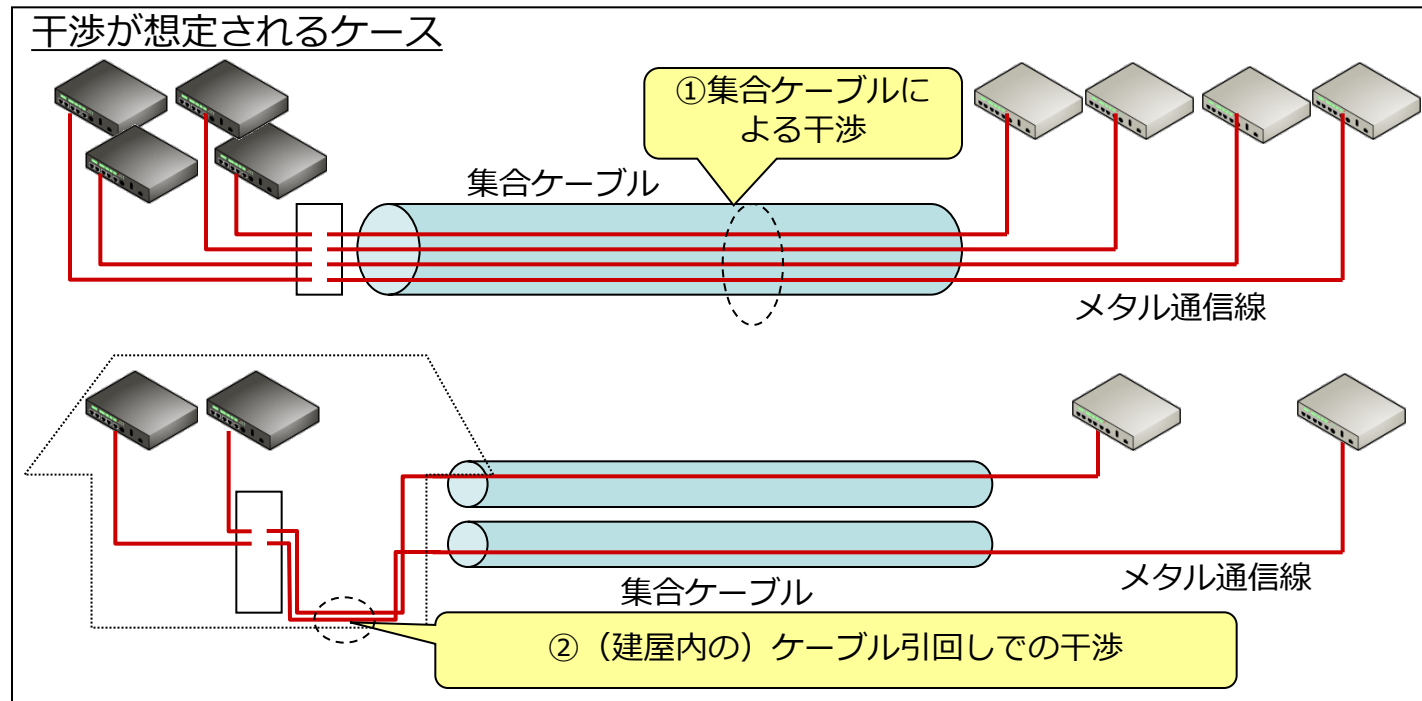 干渉が想定されるケース
①集合ケーブルに
よる干渉
集合ケーブル
メタル通信線
集合ケーブル
メタル通信線
②（建屋内の）ケーブル引回しでの干渉